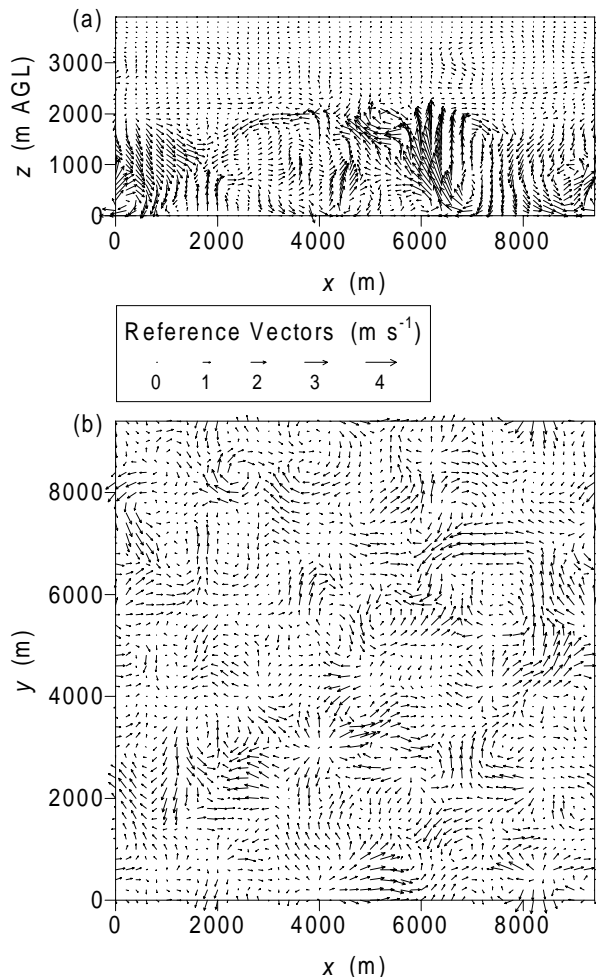 (a)
z (m AGL)
3000
2000
1000
0
0 2000 4000 6000 8000
x (m)
Reference Vectors (m s-1)
0 1 2 3 4
(b)
y (m)
8000
6000
4000
2000
0
0 2000 4000 6000 8000
x (m)